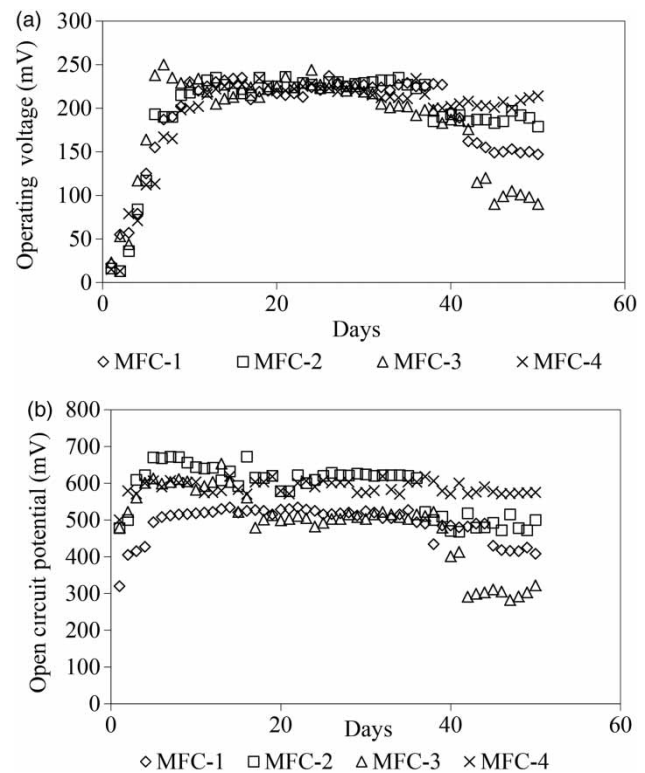 (a)
300
250
200
150
100
50
0
Operating voltage (mV)
0 20 40 60
Days
MFC-1 MFC-2 MFC-3 MFC-4
(b)
800
700
600
500
400
300
200
100
0
Open circuit potential (mV)
0 20 40 60
Days
MFC-1 MFC-2 MFC-3 MFC-4